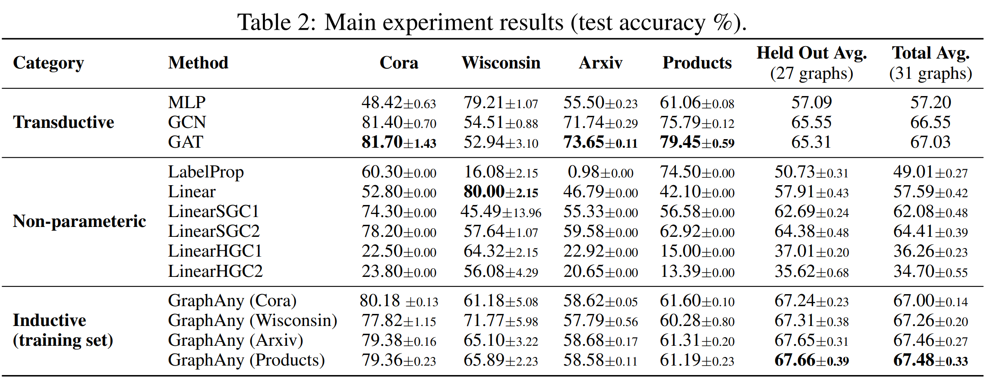 Table 2: Main experiment results (test accuracy %).
Category Method Cora Wisconsin Arxiv Products Held Out Avg. (27 graphs) Total Avg. (31 graphs)
Transductive
MLP 48.42±0.63 79.21±1.07 55.50±0.23 61.06±0.08 57.09 57.20
GCN 81.40±0.70 54.51±0.88 71.74±0.29 75.79±0.12 65.55 66.55
GAT 81.70±1.43 52.94±3.10 73.65±0.11 79.45±0.59 65.31 67.03
Non-parameteric
LabelProp 60.30±0.00 16.08±2.15 0.98±0.00 74.50±0.00 50.73±0.31 49.01±0.27
Linear 52.80±0.00 80.00±2.15 46.79±0.00 42.10±0.00 57.91±0.43 57.59±0.42
LinearSGC1 74.30±0.00 45.49±13.96 55.33±0.00 56.58±0.00 62.69±0.24 62.08±0.48
LinearSGC2 78.20±0.00 57.64±1.07 59.58±0.00 62.92±0.00 64.38±0.48 64.41±0.39
LinearHGC1 22.50±0.00 64.32±2.15 22.92±0.00 15.00±0.00 37.01±0.20 36.26±0.23
LinearHGC2 23.80±0.00 56.08±4.29 20.65±0.00 13.39±0.00 35.62±0.68 34.70±0.55
Inductive
(training set)
GraphAny (Cora) 80.18 ±0.13 61.18±5.08 58.62±0.05 61.60±0.10 67.24±0.23 67.00±0.14
GraphAny (Wisconsin) 77.82±1.15 71.77±5.98 57.79±0.56 60.28±0.80 67.31±0.38 67.26±0.20
GraphAny (Arxiv) 79.38±0.16 65.10±3.22 58.68±0.17 61.31±0.20 67.65±0.31 67.46±0.27
GraphAny (Products) 79.36±0.23 65.89±2.23 58.58±0.11 61.19±0.23 67.66±0.39 67.48±0.33